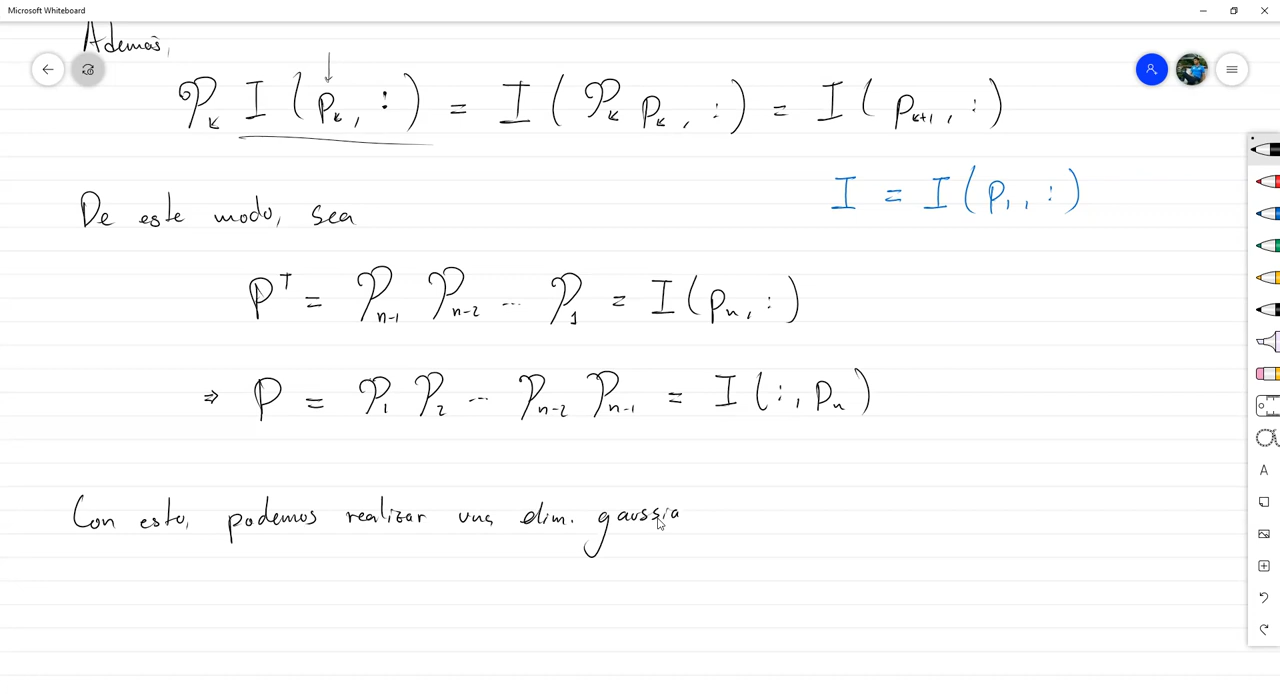 Microsoft Whiteboard
Además,
𝒫ₖ I(pₖ, :) = I(𝒫ₖ pₖ, :) = I(pₖ₊₁, :)
I = I(p₁, :)
De este modo, sea
Pᵀ = 𝒫ₙ₋₁ 𝒫ₙ₋₂ ... 𝒫₁ = I(pₙ, :)
⇒ P = 𝒫₁ 𝒫₂ ... 𝒫ₙ₋₂ 𝒫ₙ₋₁ = I(:, pₙ)
Con esto, podemos realizar una elim. gaussia